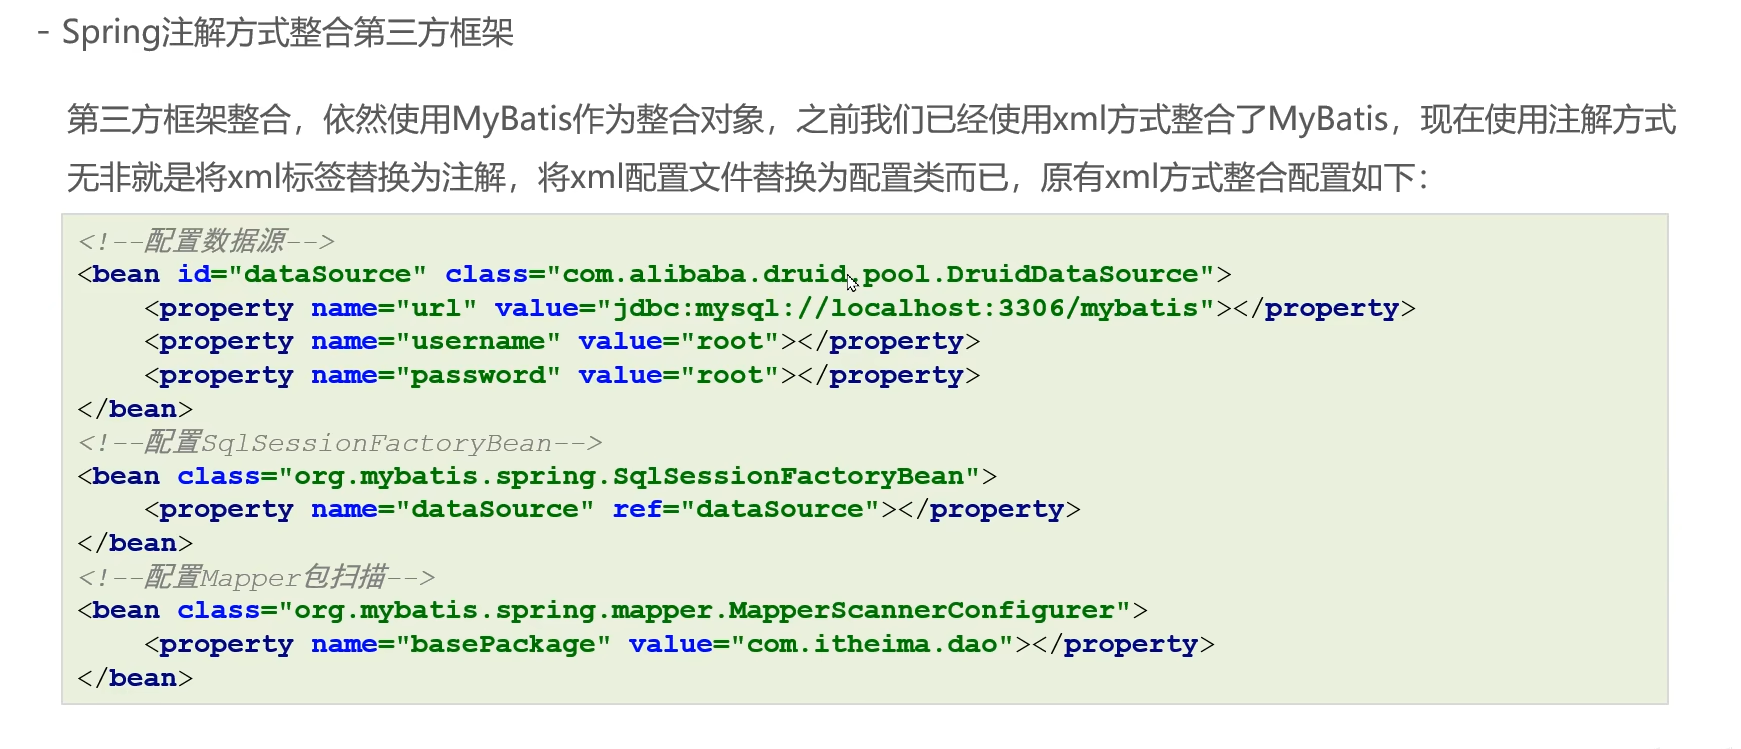 - Spring注解方式整合第三方框架
第三方框架整合，依然使用MyBatis作为整合对象，之前我们已经使用xml方式整合了MyBatis，现在使用注解方式
无非就是将xml标签替换为注解，将xml配置文件替换为配置类而已，原有xml方式整合配置如下：
<!--配置数据源-->
<bean id="dataSource" class="com.alibaba.druid.pool.DruidDataSource">
    <property name="url" value="jdbc:mysql://localhost:3306/mybatis"></property>
    <property name="username" value="root"></property>
    <property name="password" value="root"></property>
</bean>
<!--配置SqlSessionFactoryBean-->
<bean class="org.mybatis.spring.SqlSessionFactoryBean">
    <property name="dataSource" ref="dataSource"></property>
</bean>
<!--配置Mapper包扫描-->
<bean class="org.mybatis.spring.mapper.MapperScannerConfigurer">
    <property name="basePackage" value="com.itheima.dao"></property>
</bean>